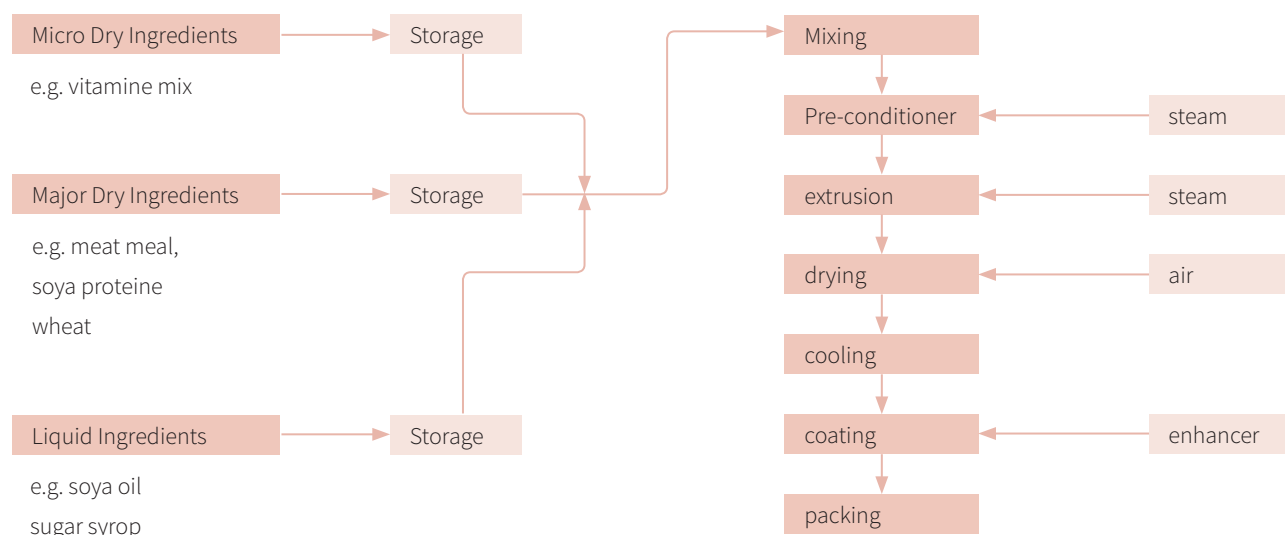 Micro Dry Ingredients
Storage
e.g. vitamine mix
Major Dry Ingredients
Storage
e.g. meat meal,
soya proteine
wheat
Liquid Ingredients
Storage
e.g. soya oil
sugar syrop
Mixing
Pre-conditioner
steam
extrusion
steam
drying
air
cooling
coating
enhancer
packing